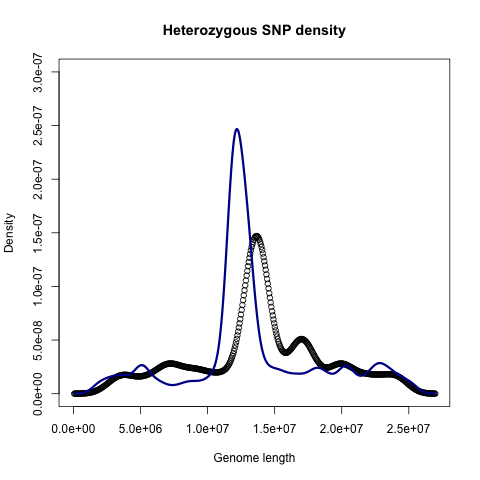 Heterozygous SNP density
Density
3.0e-07
2.5e-07
2.0e-07
1.5e-07
1.0e-07
5.0e-08
0.0e+00
0.0e+00 5.0e+06 1.0e+07 1.5e+07 2.0e+07 2.5e+07
Genome length